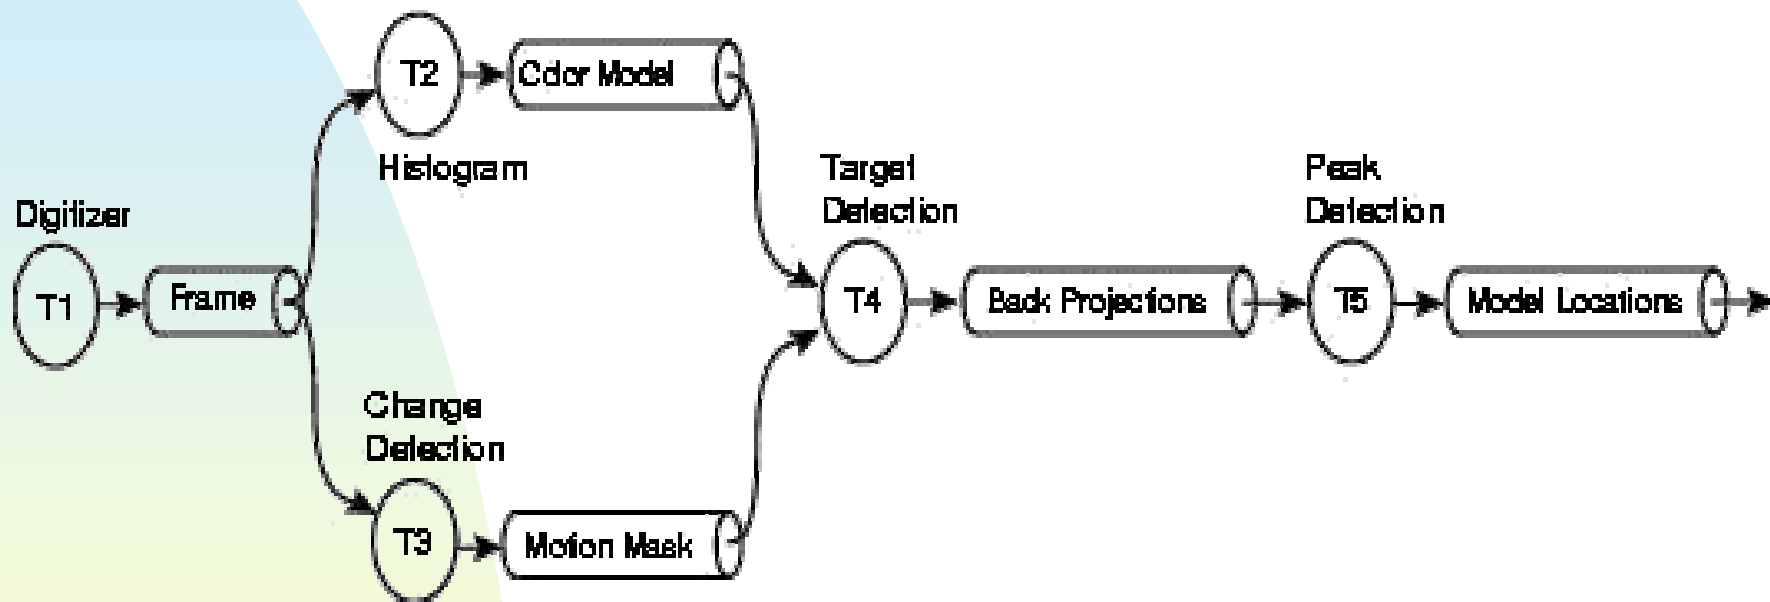 Digitizer
T1
Frame
T2
Histogram
Color Model
Change
Detection
T3
Motion Mask
Target
Detection
T4
Back Projections
Peak
Detection
T5
Model Locations